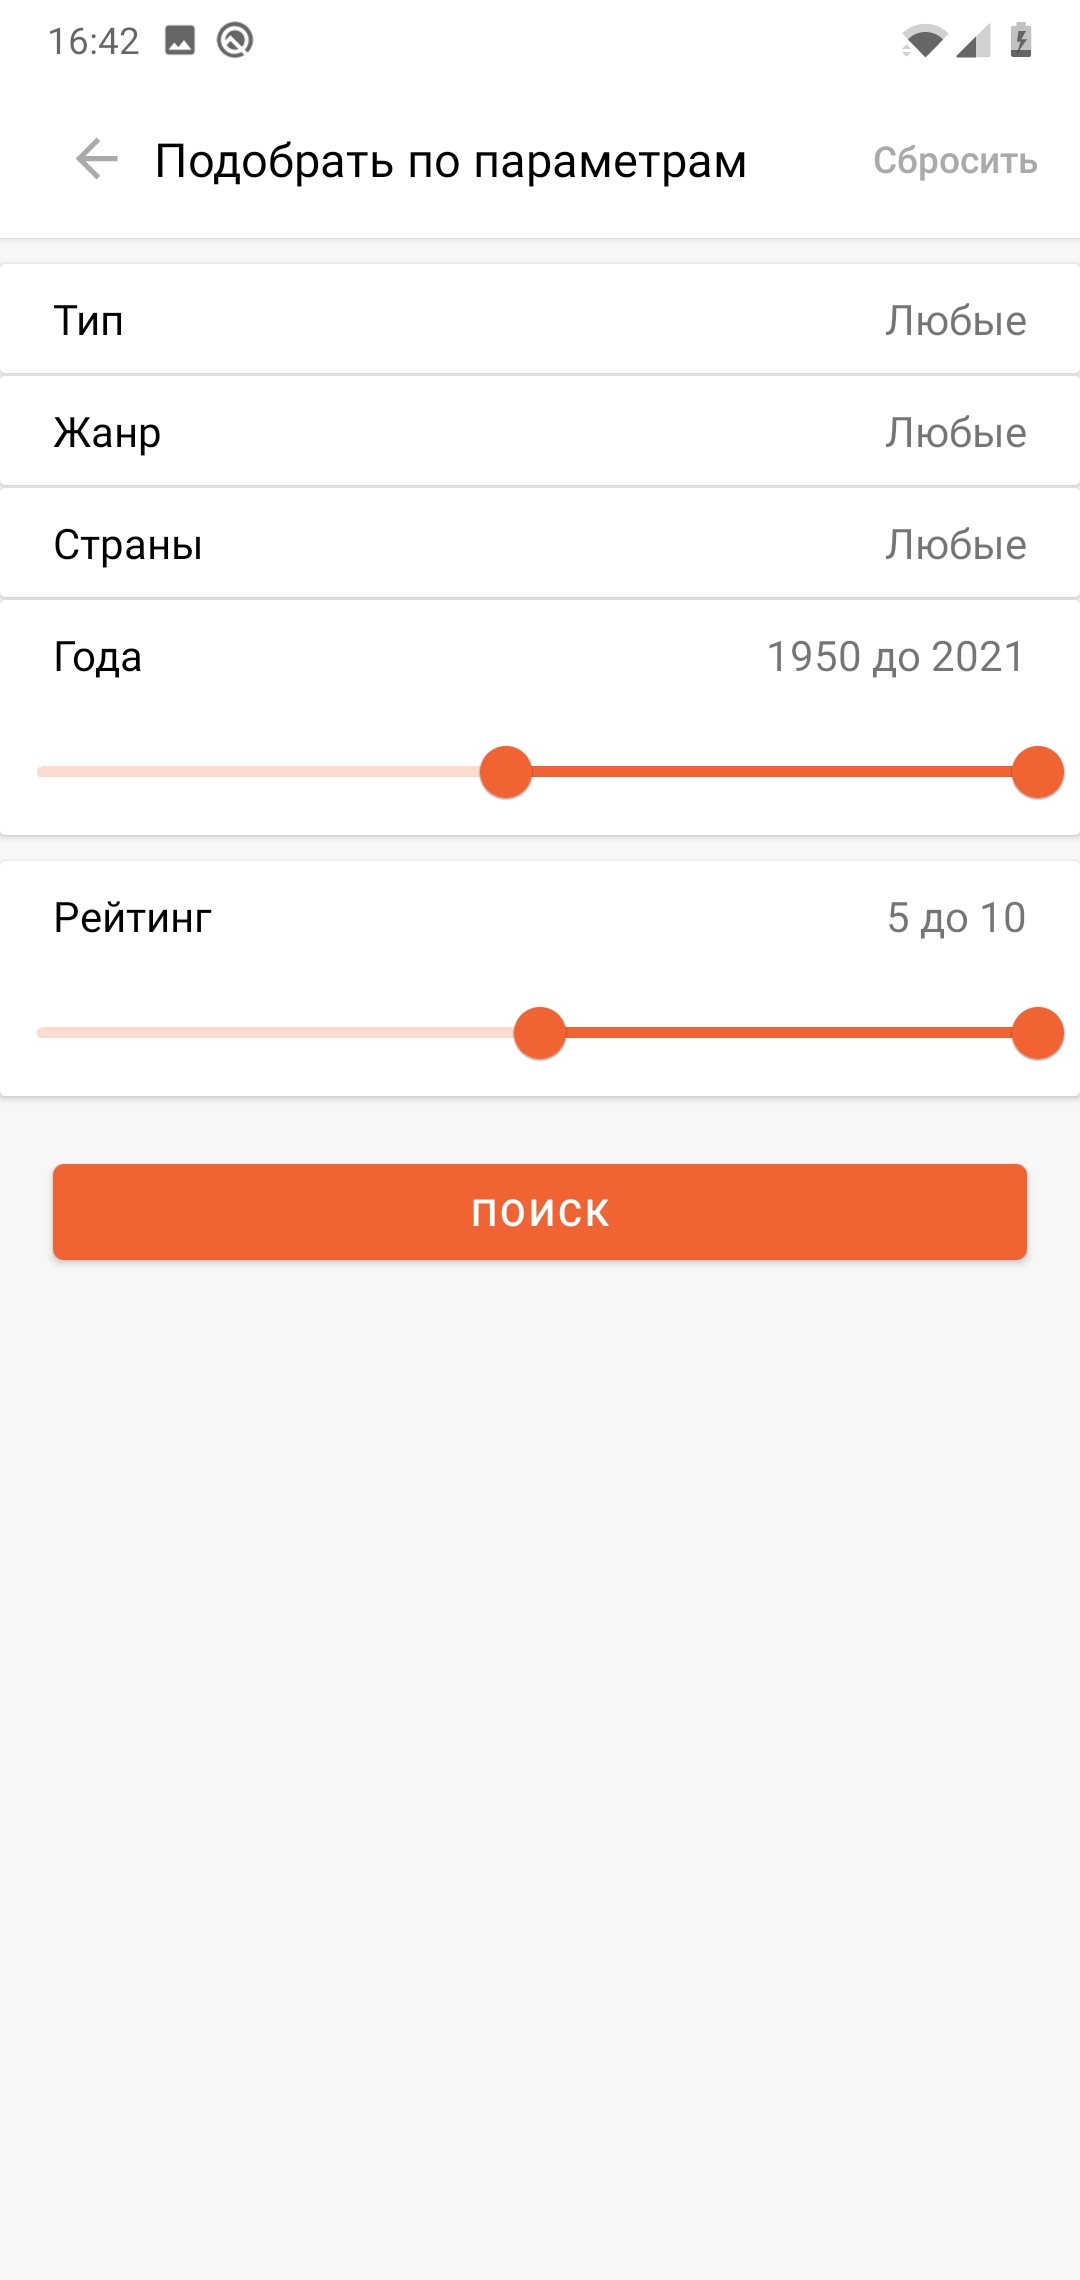 16:42
Подобрать по параметрам
Сбросить
Тип Любые
Жанр Любые
Страны Любые
Года 1950 до 2021
Рейтинг 5 до 10
ПОИСК